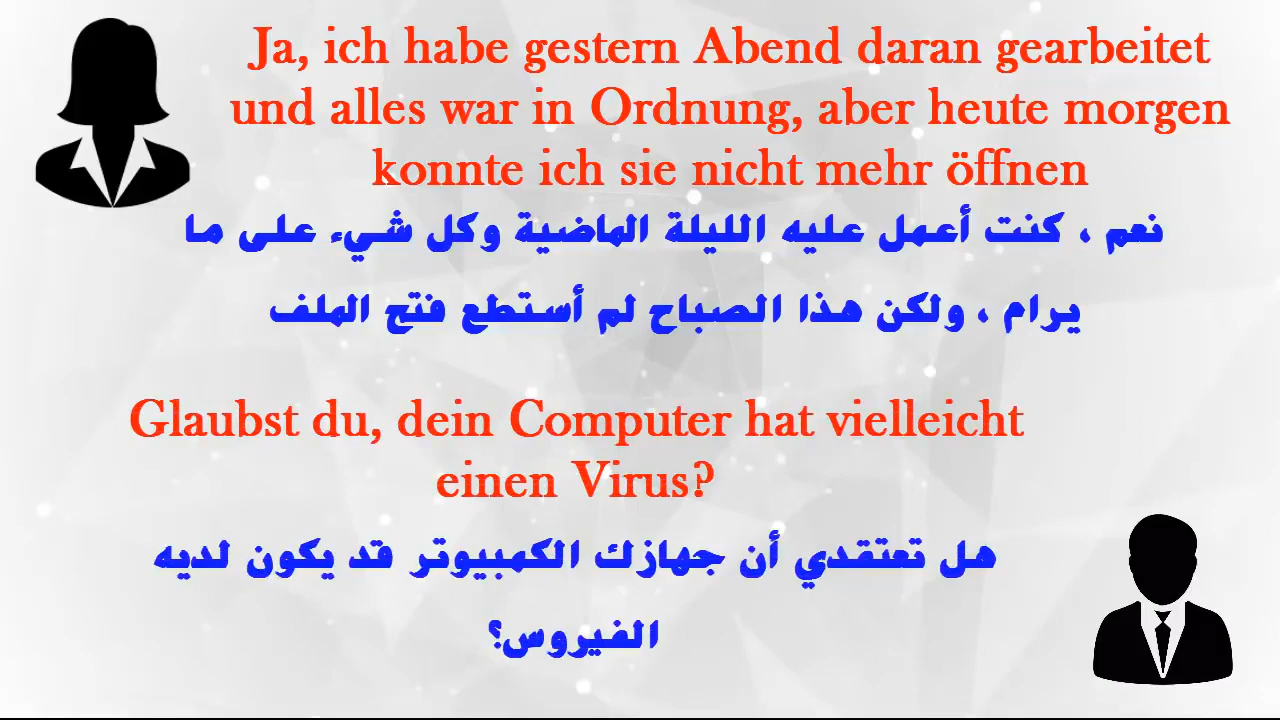 Ja, ich habe gestern Abend daran gearbeitet
und alles war in Ordnung, aber heute morgen
konnte ich sie nicht mehr öffnen
نعم ، كنت أعمل عليه الليلة الماضية وكل شيء على ما
يرام ، ولكن هذا الصباح لم أستطع فتح الملف
Glaubst du, dein Computer hat vielleicht
einen Virus?
هل تعتقدي أن جهازك الكمبيوتر قد يكون لديه
الفيروس؟